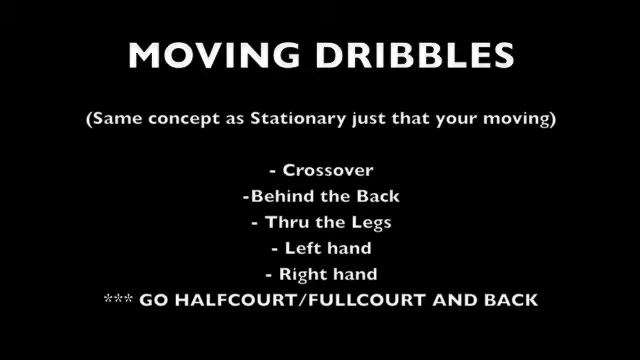 MOVING DRIBBLES
(Same concept as Stationary just that your moving)
- Crossover
-Behind the Back
- Thru the Legs
- Left hand
- Right hand
*** GO HALFCOURT/FULLCOURT AND BACK